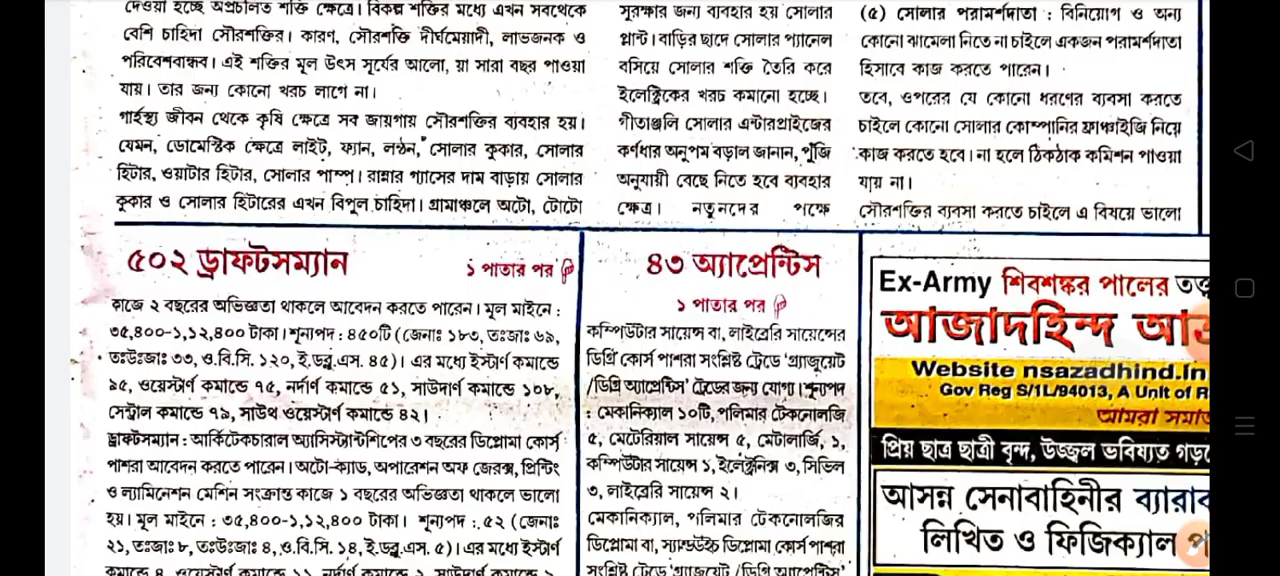 দেওয়া হচ্ছে অপ্রচলিত শক্তি ক্ষেত্রে। বিকল্প শক্তির মধ্যে এখন সবথেকে
বেশি চাহিদা সৌরশক্তির। কারণ, সৌরশক্তি দীর্ঘমেয়াদী, লাভজনক ও
পরিবেশবান্ধব। এই শক্তির মূল উৎস সূর্যের আলো, যা সারা বছর পাওয়া
যায়। তার জন্য কোনো খরচ লাগে না।
গার্হস্থ্য জীবন থেকে কৃষি ক্ষেত্রে সব জায়গায় সৌরশক্তির ব্যবহার হয়।
যেমন, ডোমেস্টিক ক্ষেত্রে লাইট, ফ্যান, লন্ঠন, সোলার কুকার, সোলার
হিটার, ওয়াটার হিটার, সোলার পাম্প। রান্নার গ্যাসের দাম বাড়ায় সোলার
কুকার ও সোলার হিটারের এখন বিপুল চাহিদা। গ্রামাঞ্চলে অটো, টোটো
সুরক্ষার জন্য ব্যবহার হয় সোলার
প্লান্ট। বাড়ির ছাদে সোলার প্যানেল
বসিয়ে সোলার শক্তি তৈরি করে
ইলেক্ট্রিকের খরচ কমানো হচ্ছে।
গীতাঞ্জলি সোলার এন্টারপ্রাইজের
কর্ণধার অনুপম বড়াল জানান, পুঁজি
অনুযায়ী বেছে নিতে হবে ব্যবহার
ক্ষেত্র। নতুনদের পক্ষে
(৫) সোলার পরামর্শদাতা : বিনিয়োগ ও অন্য
কোনো ঝামেলা নিতে না চাইলে একজন পরামর্শদাতা
হিসাবে কাজ করতে পারেন।
তবে, ওপরের যে কোনো ধরণের ব্যবসা করতে
চাইলে কোনো সোলার কোম্পানির ফ্রাঞ্চাইজি নিয়ে
কাজ করতে হবে। না হলে ঠিকঠাক কমিশন পাওয়া
যায় না।
সৌরশক্তির ব্যবসা করতে চাইলে এ বিষয়ে ভালো
৫০২ ড্রাফটসম্যান
১ পাতার পর
কাজে ২ বছরের অভিজ্ঞতা থাকলে আবেদন করতে পারেন। মূল মাইনে :
৩৫,৪০০-১,১২,৪০০ টাকা। শূন্যপদ : ৪৫০টি (জেনাঃ ১৮৩, তঃজাঃ ৬৯,
তঃউঃজাঃ ৩৩, ও.বি.সি. ১২০, ই.ডব্লু.এস. ৪৫)। এর মধ্যে ইস্টার্ণ কমান্ডে
৯৫, ওয়েস্টার্ণ কমান্ডে ৭৫, নর্দার্ণ কমান্ডে ৫১, সাউদার্ণ কমান্ডে ১০৮,
সেন্ট্রাল কমান্ডে ৭৯, সাউথ ওয়েস্টার্ণ কমান্ডে ৪২।
ড্রাফটসম্যান : আর্কিটেকচারাল অ্যাসিস্ট্যান্টশিপের ৩ বছরের ডিপ্লোমা কোর্স
পাশরা আবেদন করতে পারেন। অটো-ক্যাড, অপারেশন অফ জেরক্স, প্রিন্টিং
ও ল্যামিনেশন মেশিন সংক্রান্ত কাজে ১ বছরের অভিজ্ঞতা থাকলে ভালো
হয়। মূল মাইনে : ৩৫,৪০০-১,১২,৪০০ টাকা। শূন্যপদ : ৫২ (জেনাঃ
২১, তঃজাঃ ৮, তঃউঃজাঃ ৪, ও.বি.সি. ১৪, ই.ডব্লু.এস. ৫)। এর মধ্যে ইস্টার্ণ
কমান্ডে ৪, ওয়েস্টার্ণ কমান্ডে ১১, নর্দার্ণ কমান্ডে
৪৩ অ্যাপ্রেন্টিস
১ পাতার পর
কম্পিউটার সায়েন্স বা, লাইব্রেরি সায়েন্সের
ডিগ্রি কোর্স পাশরা সংশ্লিষ্ট ট্রেডে 'গ্র্যাজুয়েট
/ডিগ্রি অ্যাপ্রেন্টিস' ট্রেডের জন্য যোগ্য। শূন্যপদ
: মেকানিক্যাল ১০টি, পলিমার টেকনোলজি
৫, মেটেরিয়াল সায়েন্স ৫, মেটালার্জি, ১,
কম্পিউটার সায়েন্স ১, ইলেক্ট্রনিক্স ৩, সিভিল
৩, লাইব্রেরি সায়েন্স ২।
মেকানিক্যাল, পলিমার টেকনোলজির
ডিপ্লোমা বা, স্যান্ডউইচ ডিপ্লোমা কোর্স পাশরা
সংশ্লিষ্ট ট্রেডে 'গ্র্যাজুয়েট /ডিগ্রি অ্যাপ্রেন্টিস'
Ex-Army শিবশঙ্কর পালের তত্ত্ব
আজাদহিন্দ
Website nsazadhind.in
Gov Reg S/1L/94013, A Unit of R
আমরা সমাজ
প্রিয় ছাত্র ছাত্রী বৃন্দ, উজ্জ্বল ভবিষ্যত গড়তে
আসন্ন সেনাবাহিনীর ব্যারাক
লিখিত ও ফিজিক্যাল